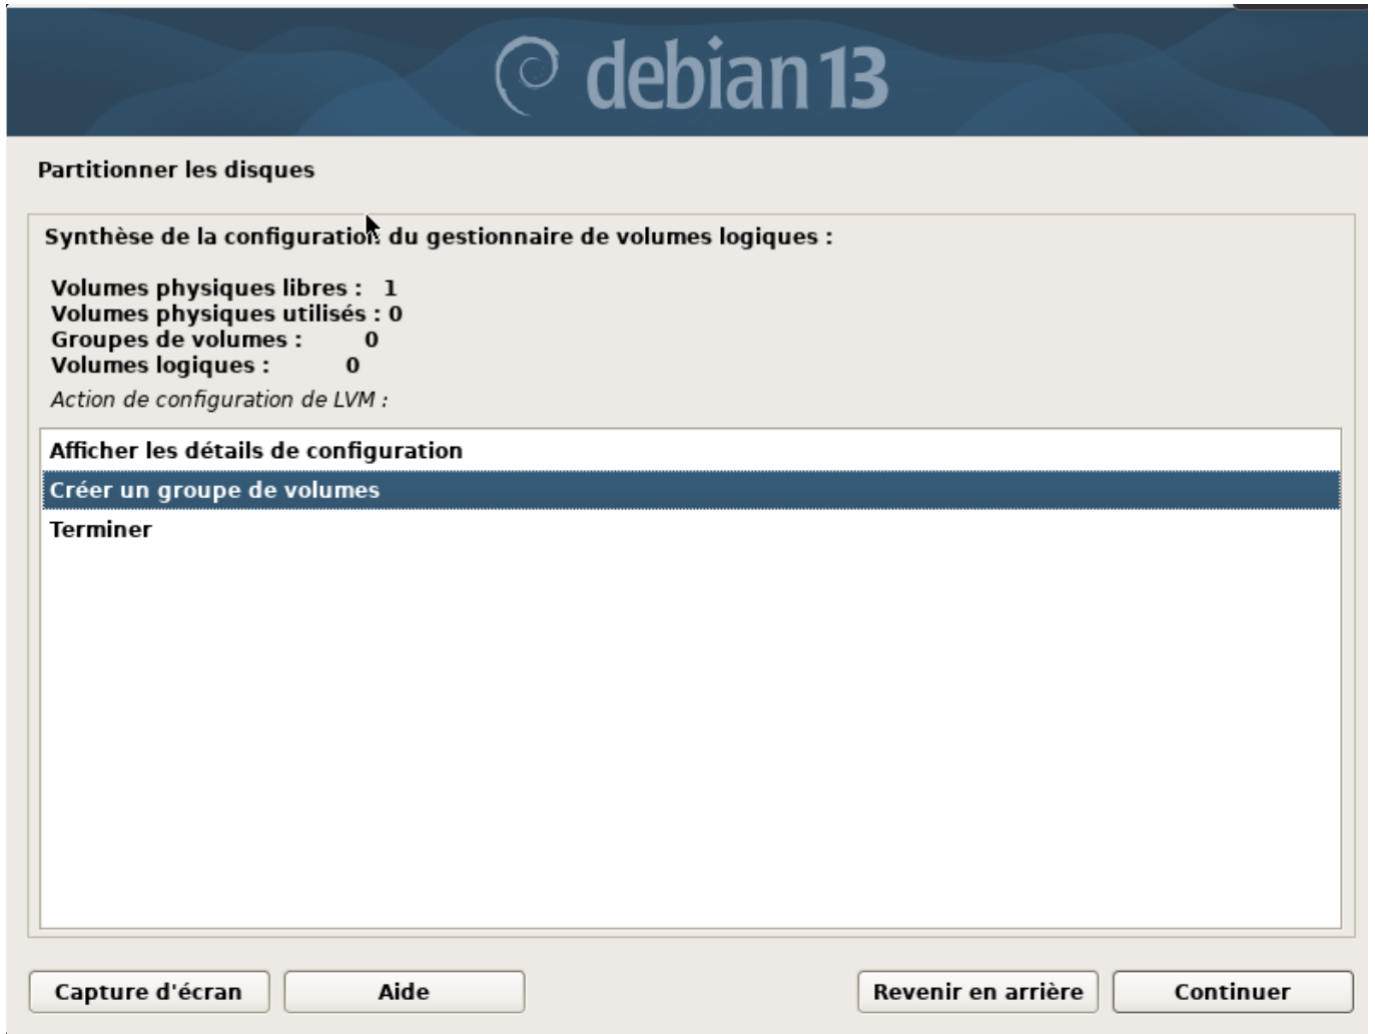 debian 13
Partitionner les disques
Synthèse de la configuration du gestionnaire de volumes logiques :
Volumes physiques libres : 1
Volumes physiques utilisés : 0
Groupes de volumes : 0
Volumes logiques : 0
Action de configuration de LVM :
Afficher les détails de configuration
Créer un groupe de volumes
Terminer
Capture d'écran
Aide
Revenir en arrière
Continuer